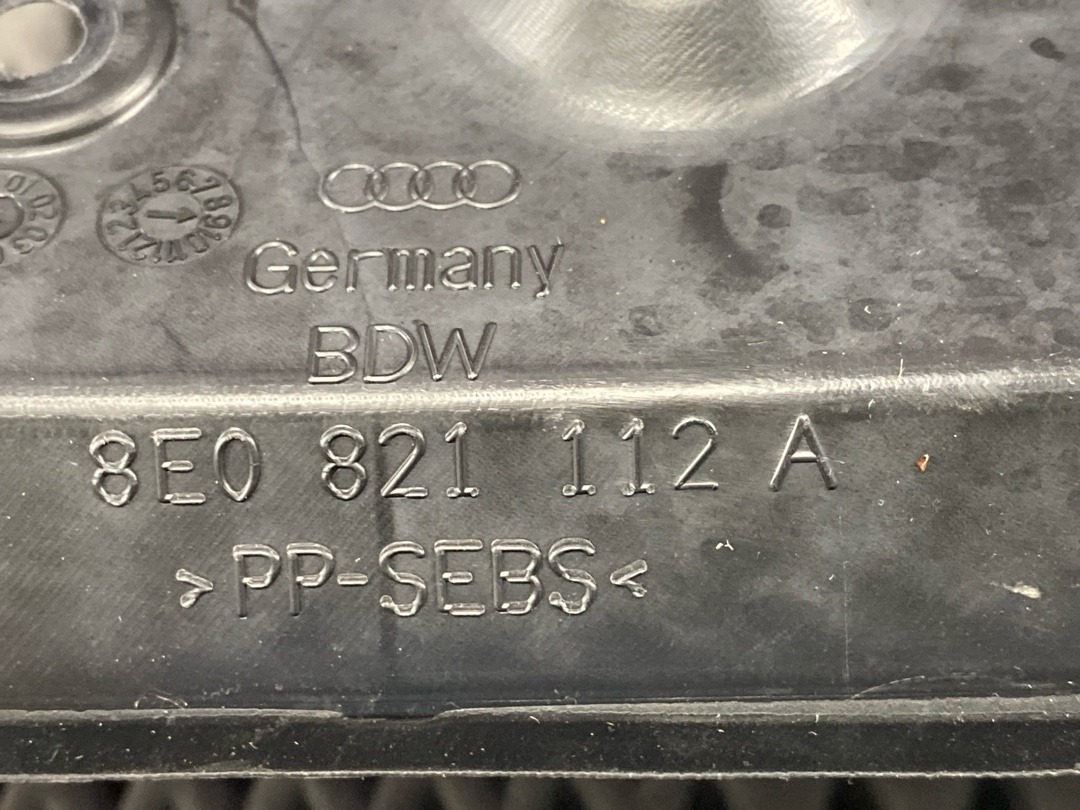 Germany
BDW
8E0 821 112 A
>PP-SEBS<